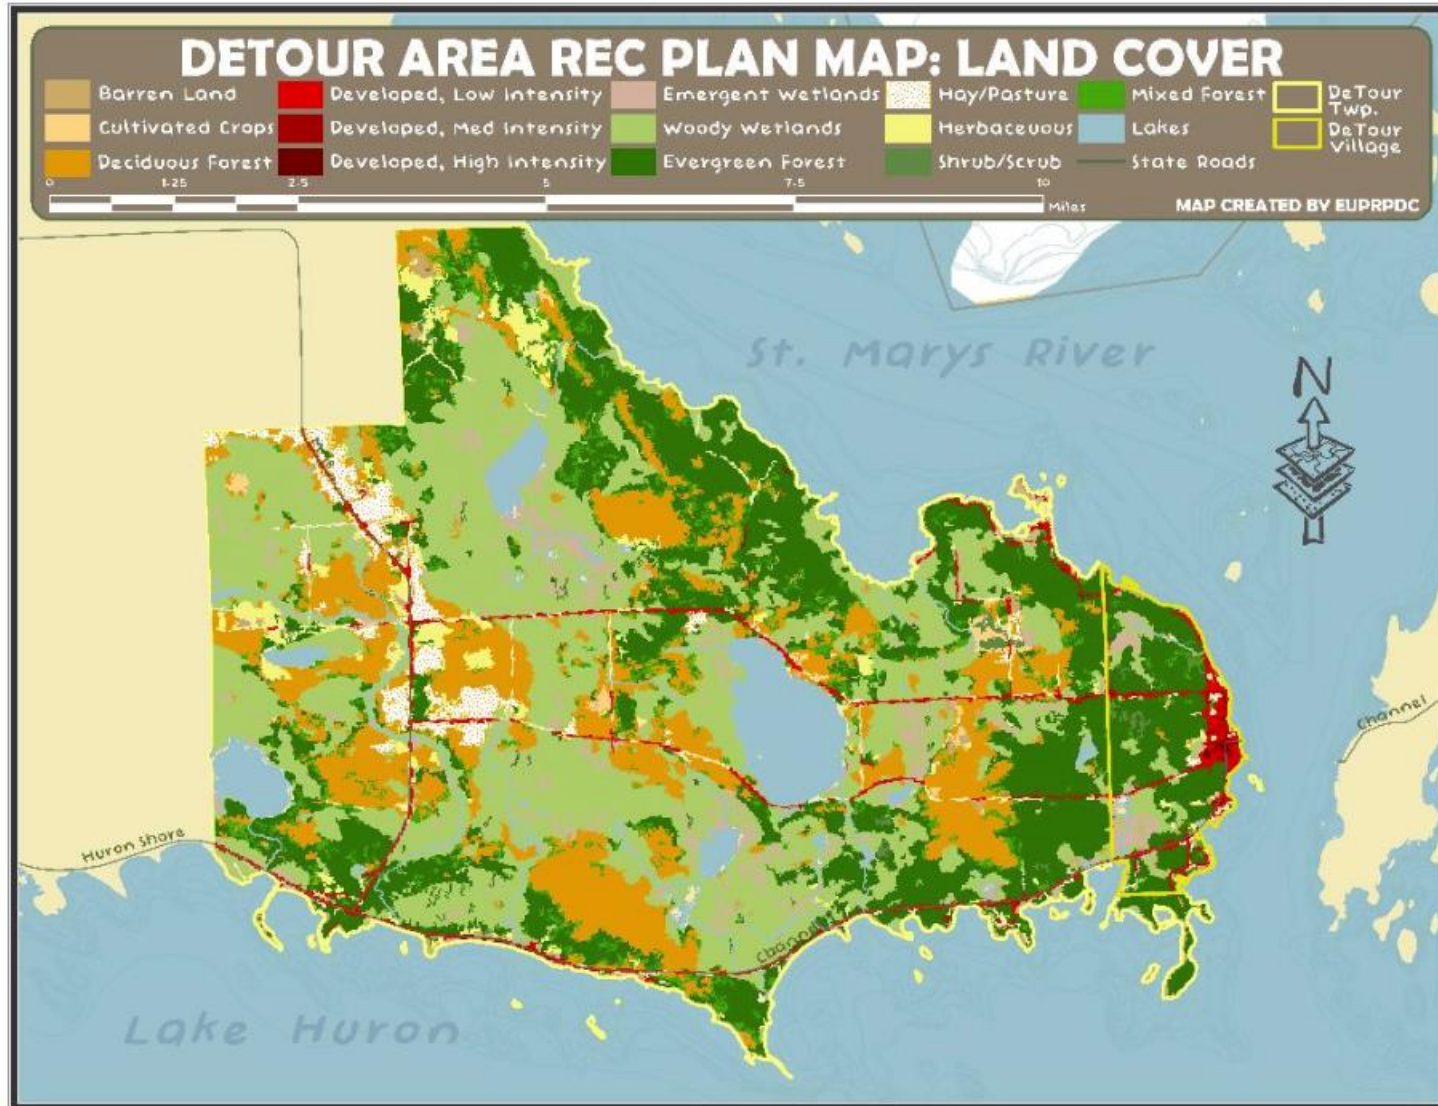 DETOUR AREA REC PLAN MAP: LAND COVER
Barren Land
Cultivated Crops
Deciduous Forest
Developed, Low Intensity
Developed, Med Intensity
Developed, High Intensity
Emergent Wetlands
Woody Wetlands
Evergreen Forest
Hay/Pasture
Herbaceuous
Shrub/Scrub
Mixed Forest
Lakes
State Roads
DeTour
Twp.
DeTour
Village
0 1.25 2.5 5 7.5 10
Miles
MAP CREATED BY EUPRPDC
St. Marys River
N
Channel
Huron Shore
Channel
Lake Huron